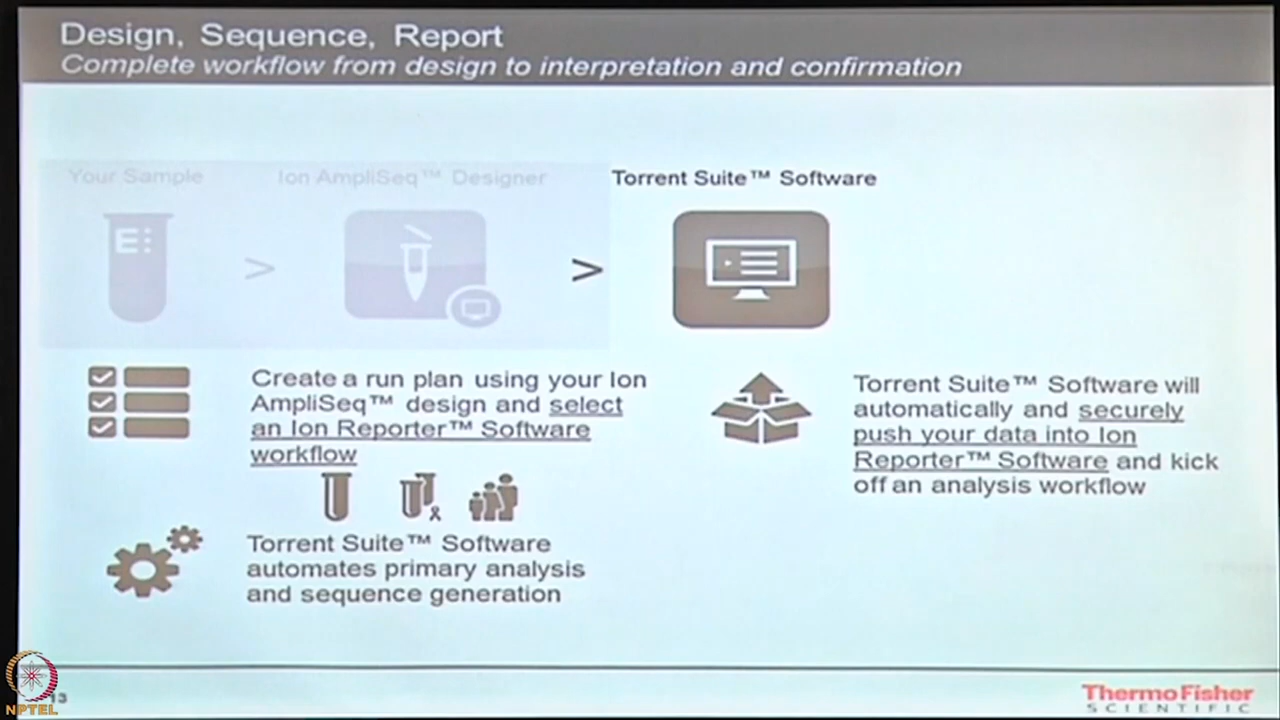 Design, Sequence, Report
Complete workflow from design to interpretation and confirmation
Your Sample
Ion AmpliSeq™ Designer
Torrent Suite™ Software
E:
>
>
Create a run plan using your Ion
AmpliSeq™ design and select
an Ion Reporter™ Software
workflow
Torrent Suite™ Software
automates primary analysis
and sequence generation
Torrent Suite™ Software will
automatically and securely
push your data into Ion
Reporter™ Software and kick
off an analysis workflow
13
NPTEL
ThermoFisher
SCIENTIFIC